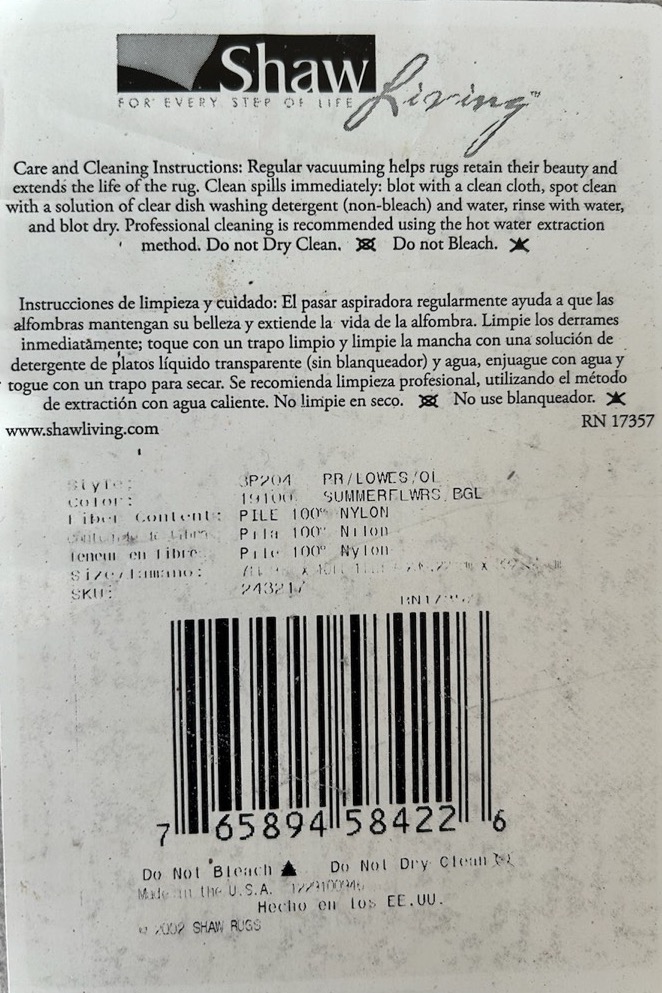 Shaw Living™
FOR EVERY STEP OF LIFE
Care and Cleaning Instructions: Regular vacuuming helps rugs retain their beauty and
extends the life of the rug. Clean spills immediately: blot with a clean cloth, spot clean
with a solution of clear dish washing detergent (non-bleach) and water, rinse with water,
and blot dry. Professional cleaning is recommended using the hot water extraction
method. Do not Dry Clean. Do not Bleach.
Instrucciones de limpieza y cuidado: El pasar aspiradora regularmente ayuda a que las
alfombras mantengan su belleza y extiende la vida de la alfombra. Limpie los derrames
inmediatamente; toque con un trapo limpio y limpie la mancha con una solución de
detergente de platos líquido transparente (sin blanqueador) y agua, enjuague con agua y
togue con un trapo para secar. Se recomienda limpieza profesional, utilizando el método
de extracción con agua caliente. No limpie en seco. No use blanqueador.
www.shawliving.com RN 17357
Style: 3P204 PR/LOWES/OL
Color: 19100 SUMMERFLWRS, BGL
Fiber Content: PILE 100% NYLON
Pila 100% Nilon
Teneur en Fibre: Pile 100% Nylon
Size/Tamano:
SKU: 243217
7 65894 58422 6
Do Not Bleach Do Not Dry Clean
Made in the U.S.A.
Hecho en los EE.UU.
© 2002 SHAW RUGS